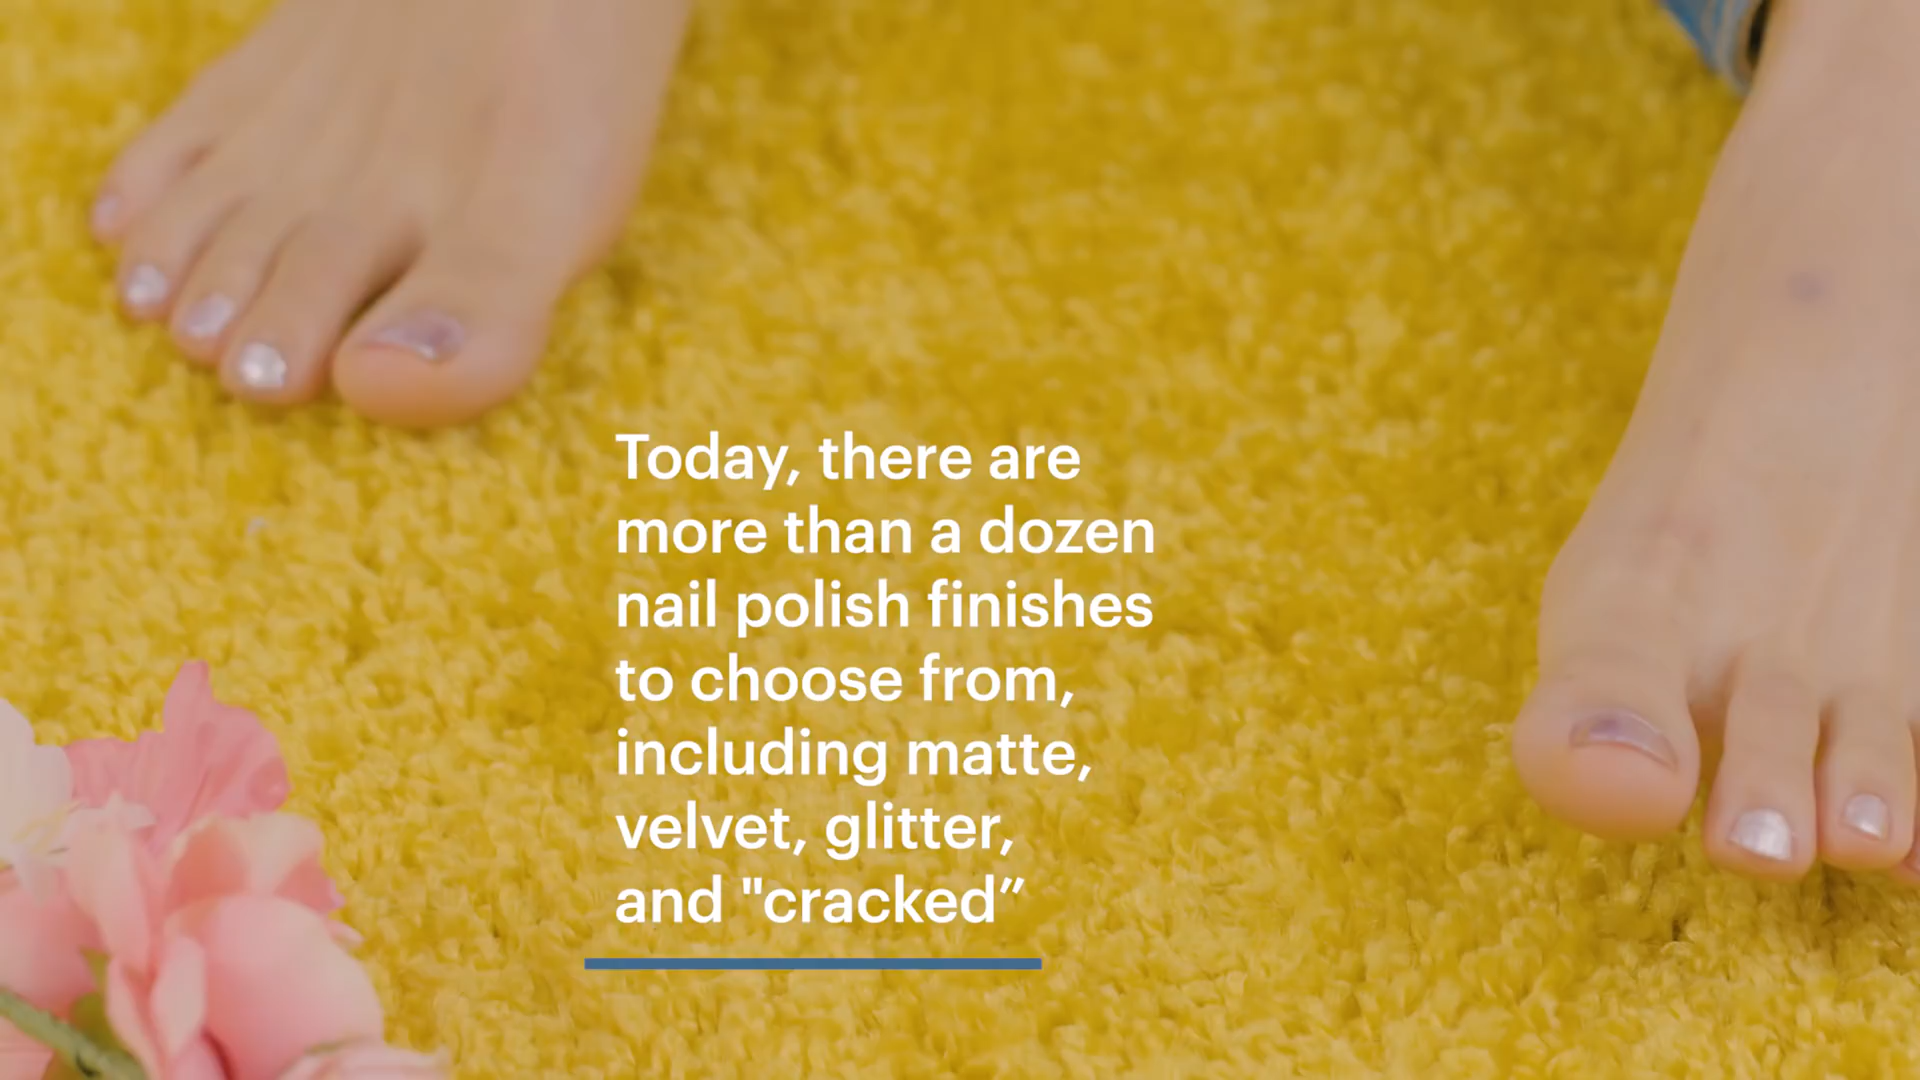 Today, there are
more than a dozen
nail polish finishes
to choose from,
including matte,
velvet, glitter,
and "cracked”